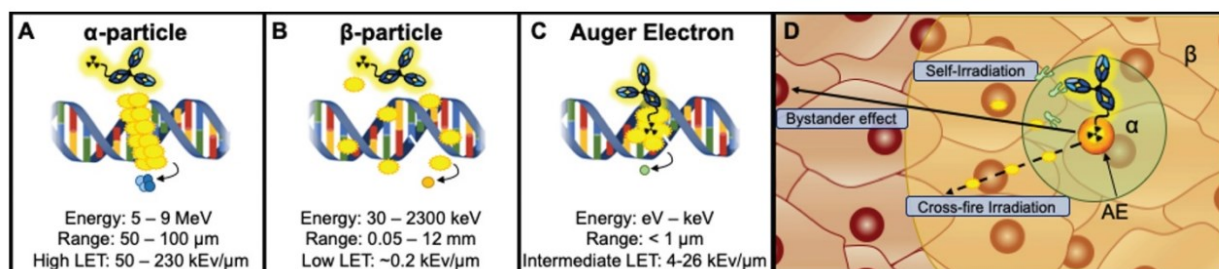 A
α-particle
Energy: 5 – 9 MeV
Range: 50 – 100 μm
High LET: 50 – 230 kEv/μm
B
β-particle
Energy: 30 – 2300 keV
Range: 0.05 – 12 mm
Low LET: ~0.2 kEv/μm
C
Auger Electron
Energy: eV – keV
Range: < 1 μm
Intermediate LET: 4-26 kEv/μm
D
β
Self-Irradiation
Bystander effect
α
Cross-fire Irradiation
AE